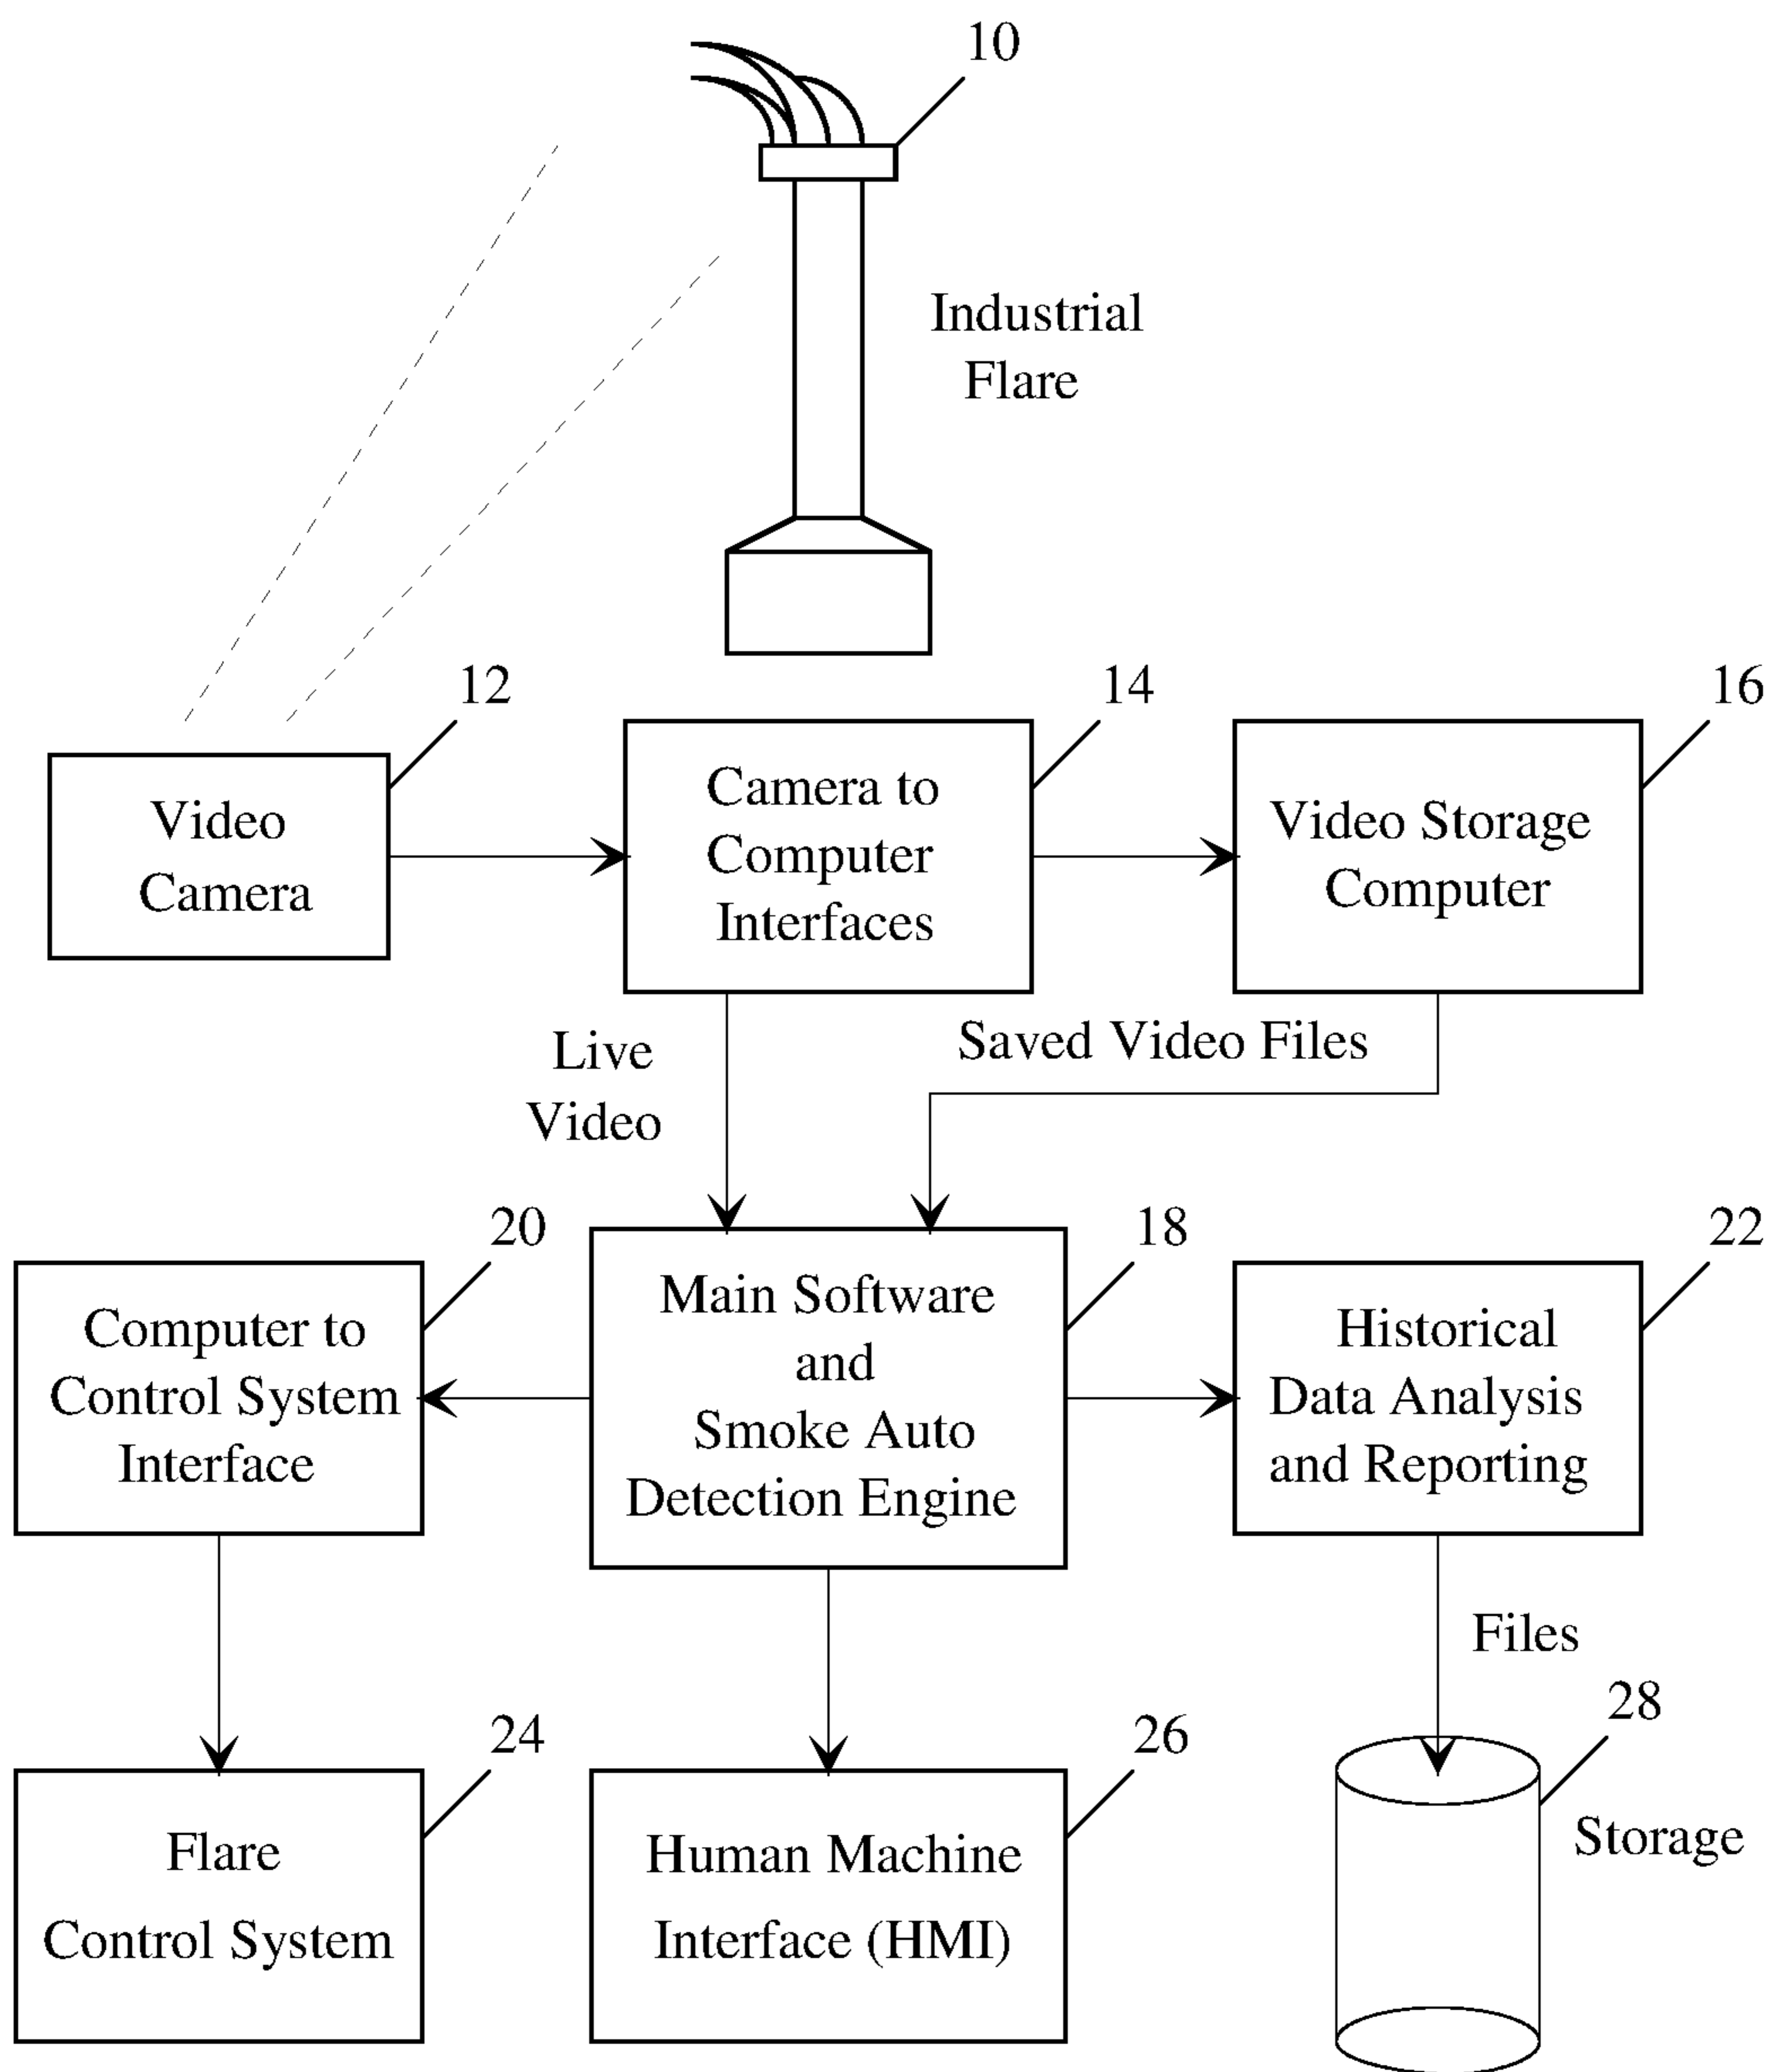 10
Industrial
Flare
12
14
16
Video
Camera
Camera to
Computer
Interfaces
Video Storage
Computer
Live
Video
Saved Video Files
20
18
22
Computer to
Control System
Interface
Main Software
and
Smoke Auto
Detection Engine
Historical
Data Analysis
and Reporting
Files
24
26
28
Flare
Control System
Human Machine
Interface (HMI)
Storage